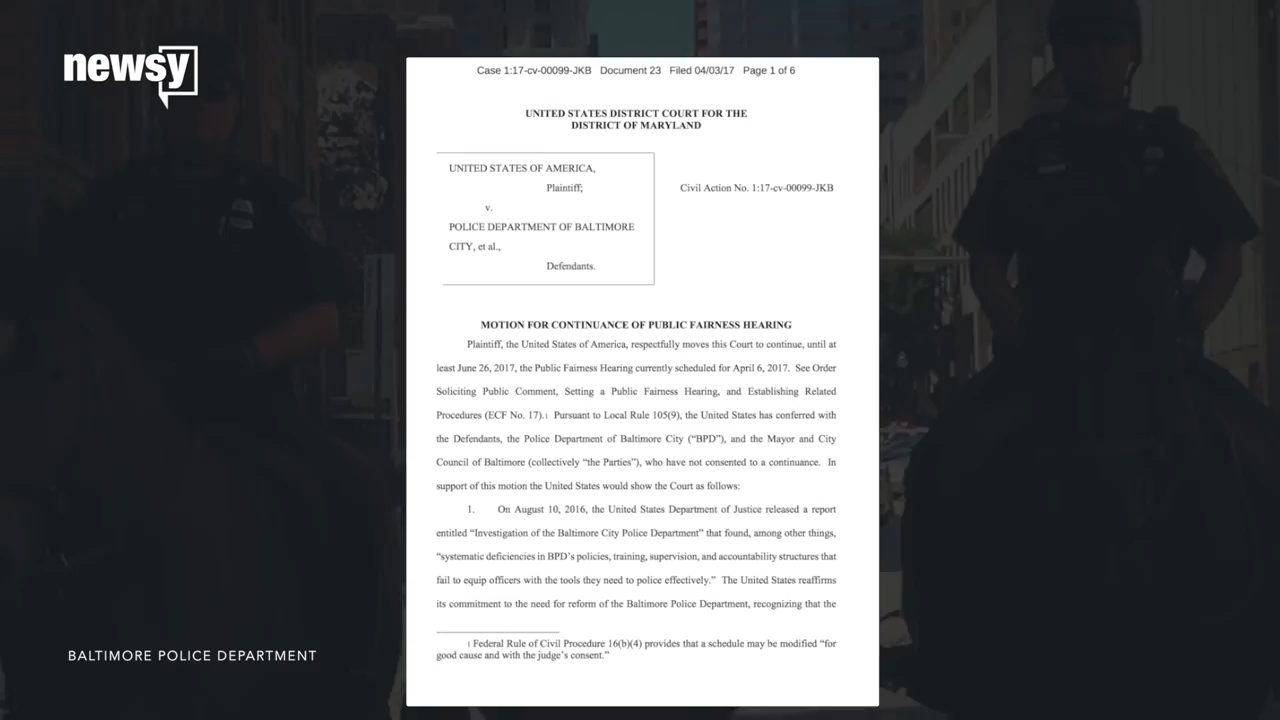 newsy
Case 1:17-cv-00099-JKB Document 23 Filed 04/03/17 Page 1 of 6
UNITED STATES DISTRICT COURT FOR THE
DISTRICT OF MARYLAND
UNITED STATES OF AMERICA,
Plaintiff;
v.
POLICE DEPARTMENT OF BALTIMORE
CITY, et al.,
Defendants.
Civil Action No. 1:17-cv-00099-JKB
MOTION FOR CONTINUANCE OF PUBLIC FAIRNESS HEARING
Plaintiff, the United States of America, respectfully moves this Court to continue, until at
least June 26, 2017, the Public Fairness Hearing currently scheduled for April 6, 2017. See Order
Soliciting Public Comment, Setting a Public Fairness Hearing, and Establishing Related
Procedures (ECF No. 17).1 Pursuant to Local Rule 105(9), the United States has conferred with
the Defendants, the Police Department of Baltimore City (“BPD”), and the Mayor and City
Council of Baltimore (collectively “the Parties”), who have not consented to a continuance. In
support of this motion the United States would show the Court as follows:
1. On August 10, 2016, the United States Department of Justice released a report
entitled “Investigation of the Baltimore City Police Department” that found, among other things,
“systematic deficiencies in BPD’s policies, training, supervision, and accountability structures that
fail to equip officers with the tools they need to police effectively.” The United States reaffirms
its commitment to the need for reform of the Baltimore Police Department, recognizing that the
1 Federal Rule of Civil Procedure 16(b)(4) provides that a schedule may be modified “for
good cause and with the judge’s consent.”
BALTIMORE POLICE DEPARTMENT